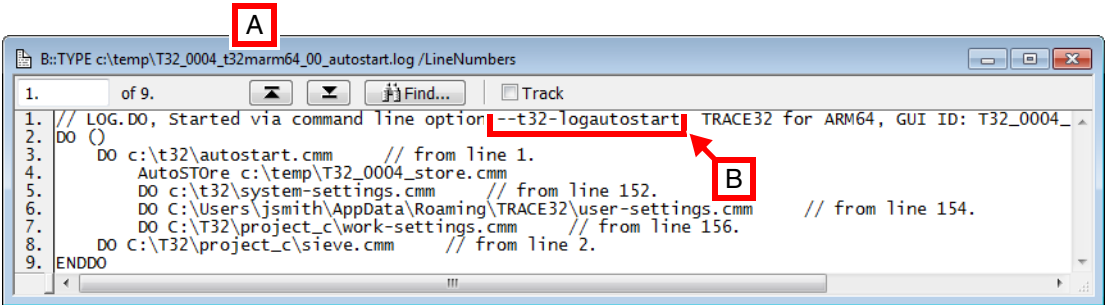 A
B::TYPE c:\temp\T32_0004_t32marm64_00_autostart.log /LineNumbers
1. of 9. Find... Track
1. // LOG.DO, Started via command line option --t32-logautostart TRACE32 for ARM64, GUI ID: T32_0004_
2. DO ()
3. DO c:\t32\autostart.cmm // from line 1.
4. AutoSTOre c:\temp\T32_0004_store.cmm
B
5. DO c:\t32\system-settings.cmm // from line 152.
6. DO C:\Users\jsmith\AppData\Roaming\TRACE32\user-settings.cmm // from line 154.
7. DO C:\T32\project_c\work-settings.cmm // from line 156.
8. DO C:\T32\project_c\sieve.cmm // from line 2.
9. ENDDO